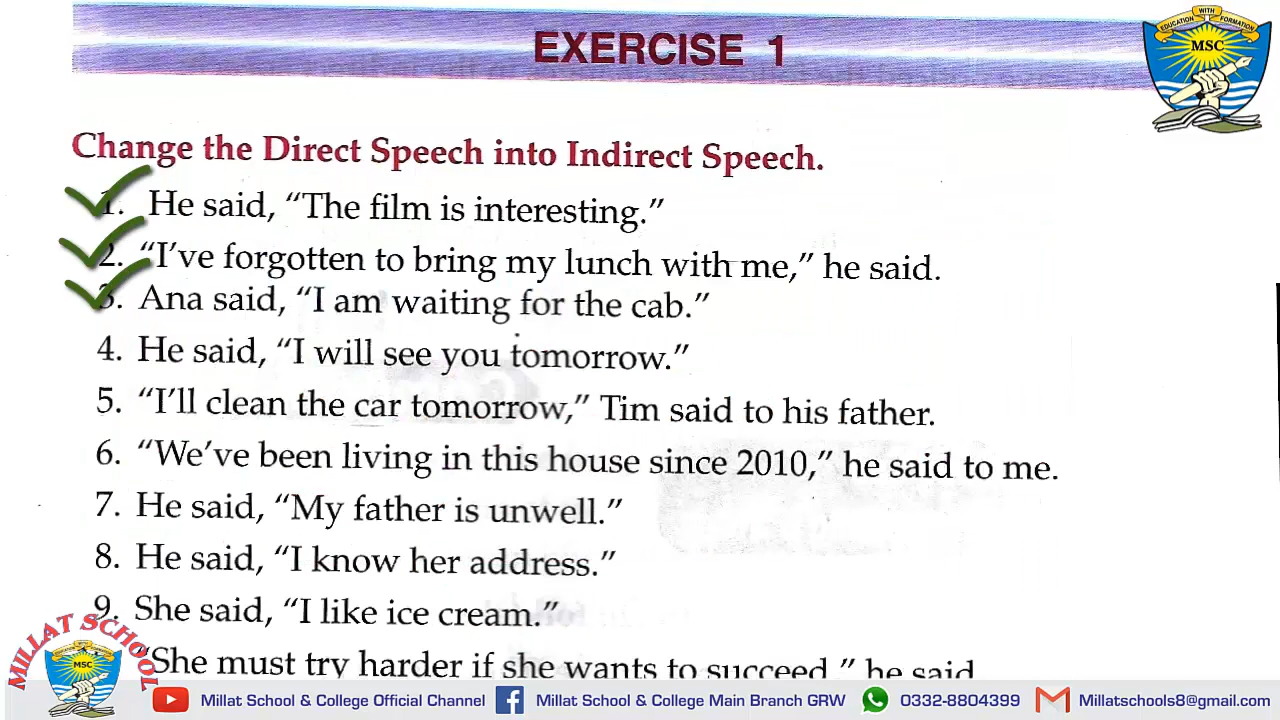 EXERCISE 1
EDUCATION WITH FORMATION
MSC
Change the Direct Speech into Indirect Speech.
1. He said, “The film is interesting.”
2. “I’ve forgotten to bring my lunch with me,” he said.
3. Ana said, “I am waiting for the cab.”
4. He said, “I will see you tomorrow.”
5. “I’ll clean the car tomorrow,” Tim said to his father.
6. “We’ve been living in this house since 2010,” he said to me.
7. He said, “My father is unwell.”
8. He said, “I know her address.”
9. She said, “I like ice cream.”
“She must try harder if she wants to succeed,” he said
MILLAT SCHOOL
MSC
Millat School & College Official Channel Millat School & College Main Branch GRW 0332-8804399 Millatschools8@gmail.com